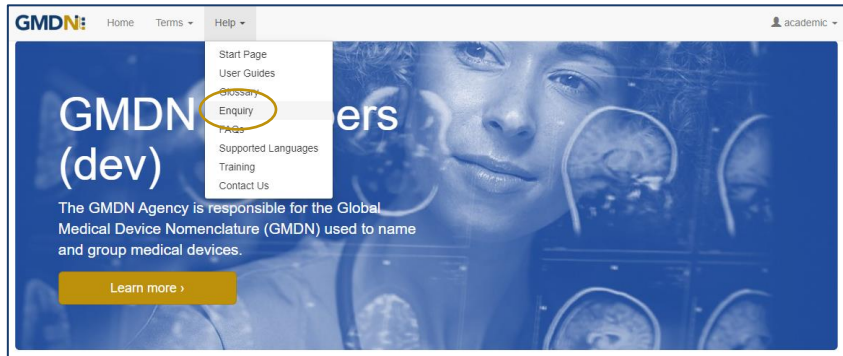 GMDN Home Terms Help academic
Start Page
User Guides
Glossary
Enquiry
FAQs
Supported Languages
Training
Contact Us
GMDN ers
(dev)
The GMDN Agency is responsible for the Global
Medical Device Nomenclature (GMDN) used to name
and group medical devices.
Learn more ›